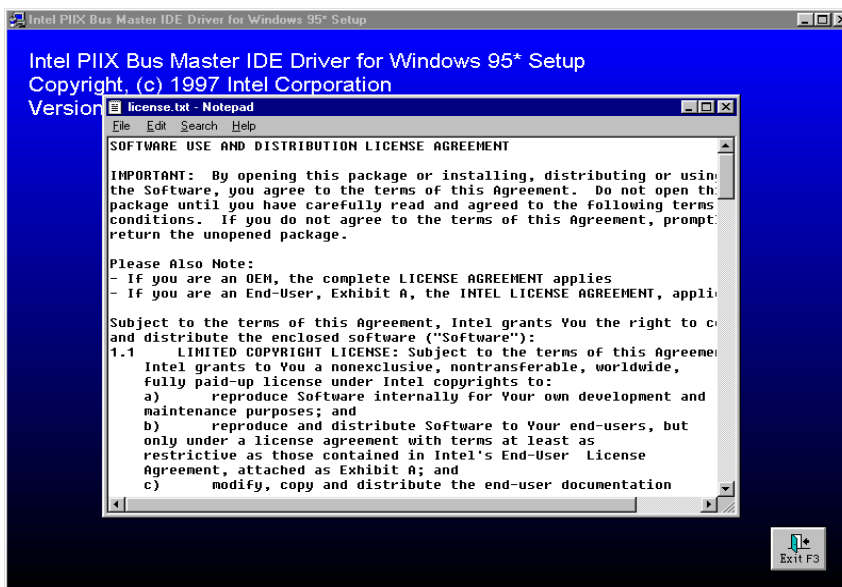 Intel PIIX Bus Master IDE Driver for Windows 95* Setup
Intel PIIX Bus Master IDE Driver for Windows 95* Setup
Copyright, (c) 1997 Intel Corporation
Version
license.txt - Notepad
File Edit Search Help
SOFTWARE USE AND DISTRIBUTION LICENSE AGREEMENT
IMPORTANT: By opening this package or installing, distributing or using
the Software, you agree to the terms of this Agreement. Do not open
package until you have carefully read and agreed to the following terms
conditions. If you do not agree to the terms of this Agreement,
return the unopened package.
Please Also Note:
- If you are an OEM, the complete LICENSE AGREEMENT applies
- If you are an End-User, Exhibit A, the INTEL LICENSE AGREEMENT,
Subject to the terms of this Agreement, Intel grants You the right to
and distribute the enclosed software ("Software"):
1.1 LIMITED COPYRIGHT LICENSE: Subject to the terms of this
Intel grants to You a nonexclusive, nontransferable, worldwide,
fully paid-up license under Intel copyrights to:
a) reproduce Software internally for Your own development and
maintenance purposes; and
b) reproduce and distribute Software to Your end-users, but
only under a license agreement with terms at least as
restrictive as those contained in Intel's End-User License
Agreement, attached as Exhibit A; and
c) modify, copy and distribute the end-user documentation
Exit F3